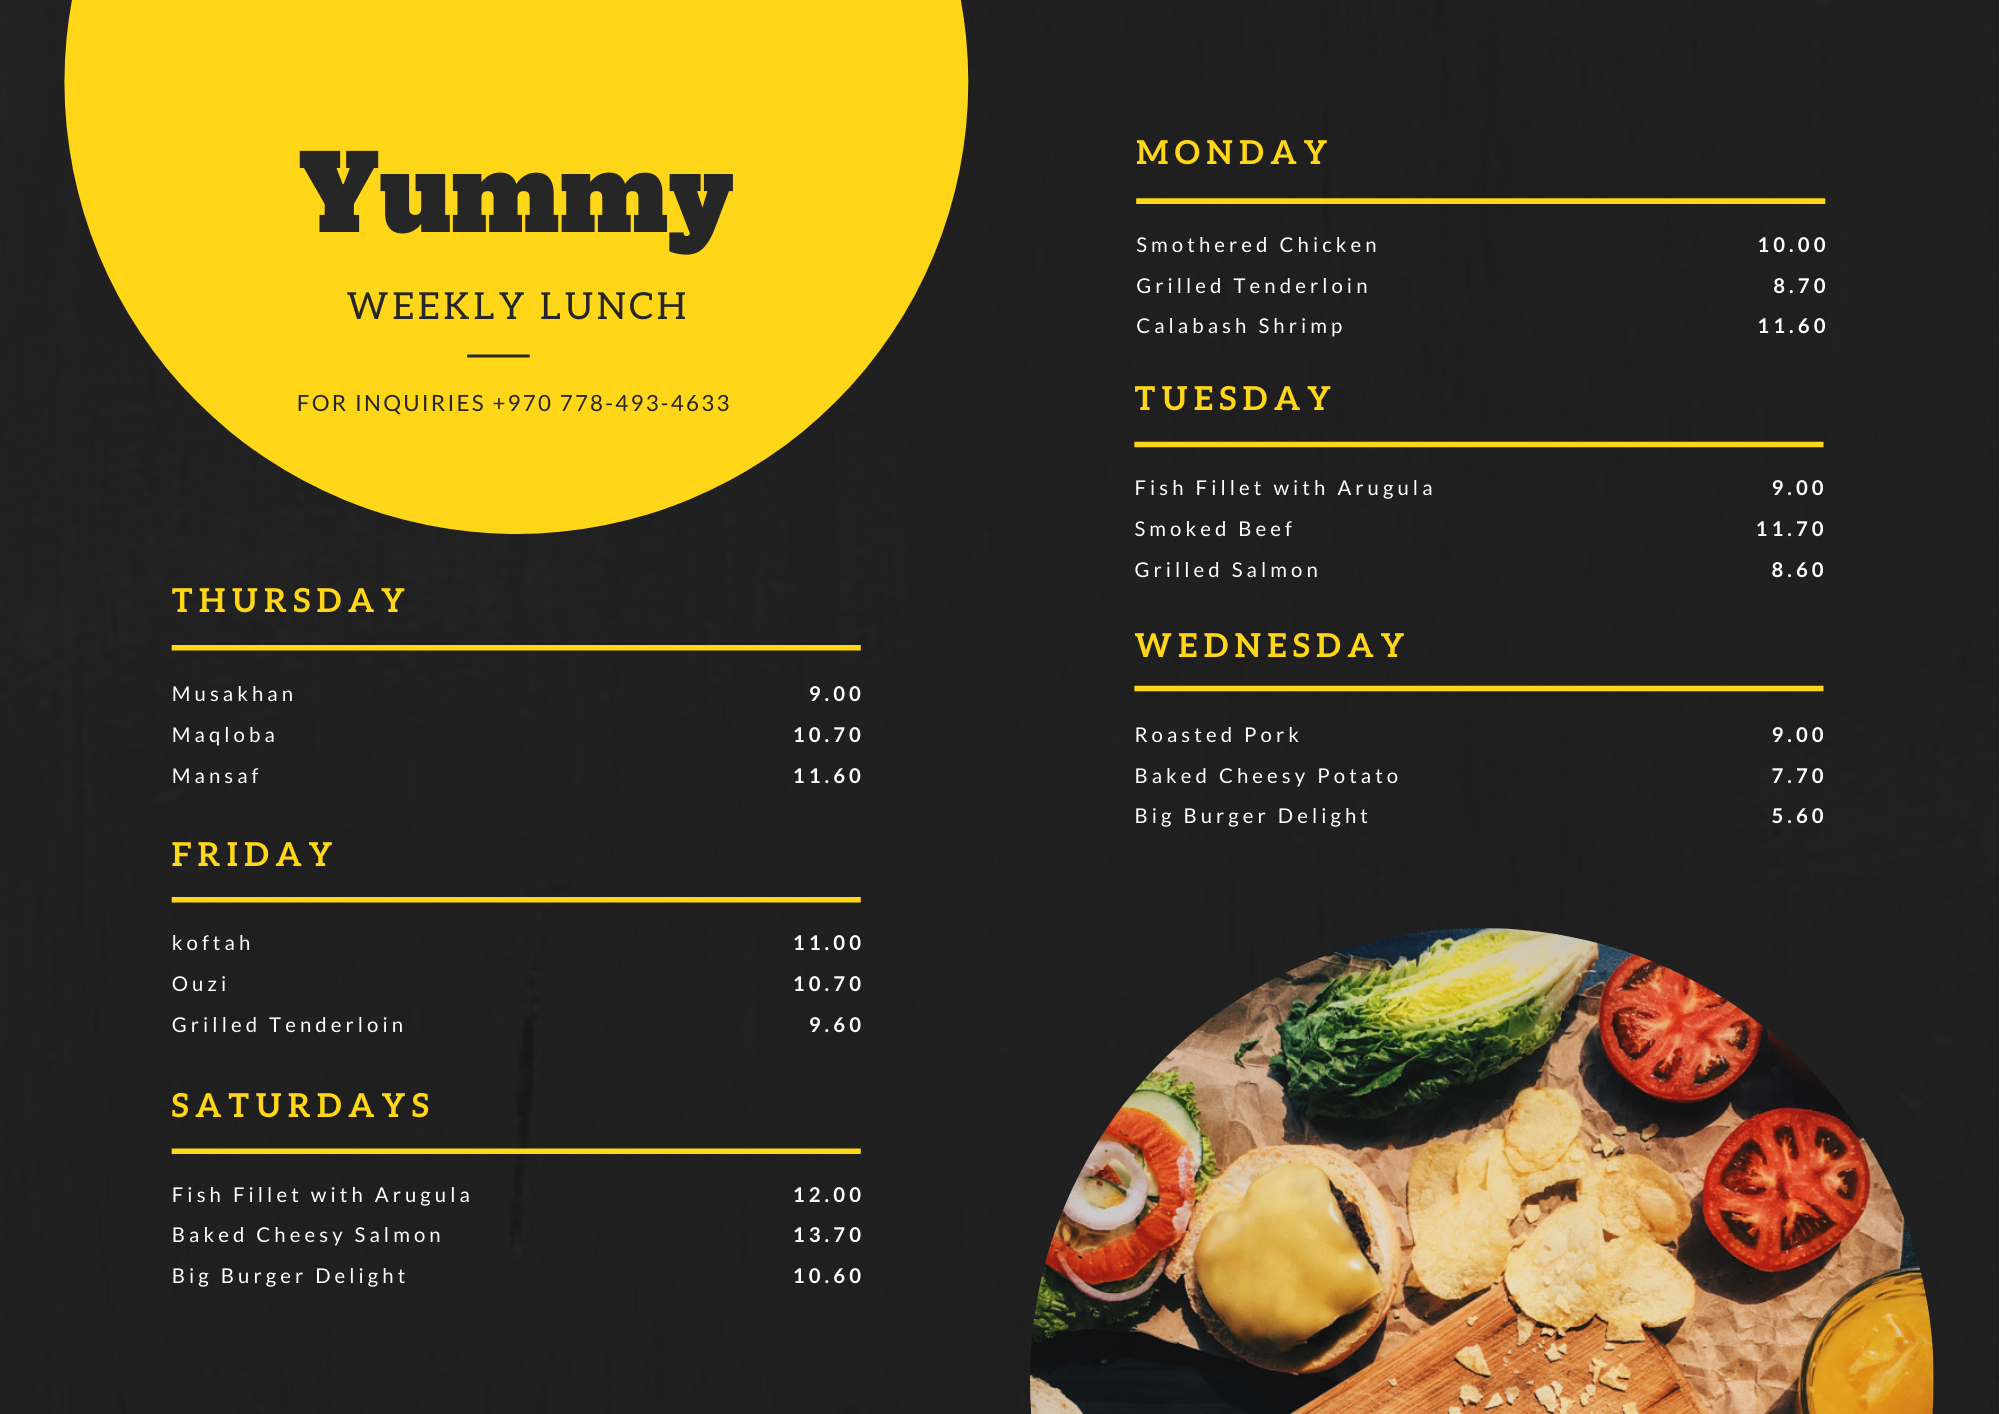 Yummy
WEEKLY LUNCH
FOR INQUIRIES +970 778-493-4633
MONDAY
Smothered Chicken 10.00
Grilled Tenderloin 8.70
Calabash Shrimp 11.60
TUESDAY
Fish Fillet with Arugula 9.00
Smoked Beef 11.70
Grilled Salmon 8.60
WEDNESDAY
Roasted Pork 9.00
Baked Cheesy Potato 7.70
Big Burger Delight 5.60
THURSDAY
Musakhan 9.00
Maqloba 10.70
Mansaf 11.60
FRIDAY
koftah 11.00
Ouzi 10.70
Grilled Tenderloin 9.60
SATURDAYS
Fish Fillet with Arugula 12.00
Baked Cheesy Salmon 13.70
Big Burger Delight 10.60